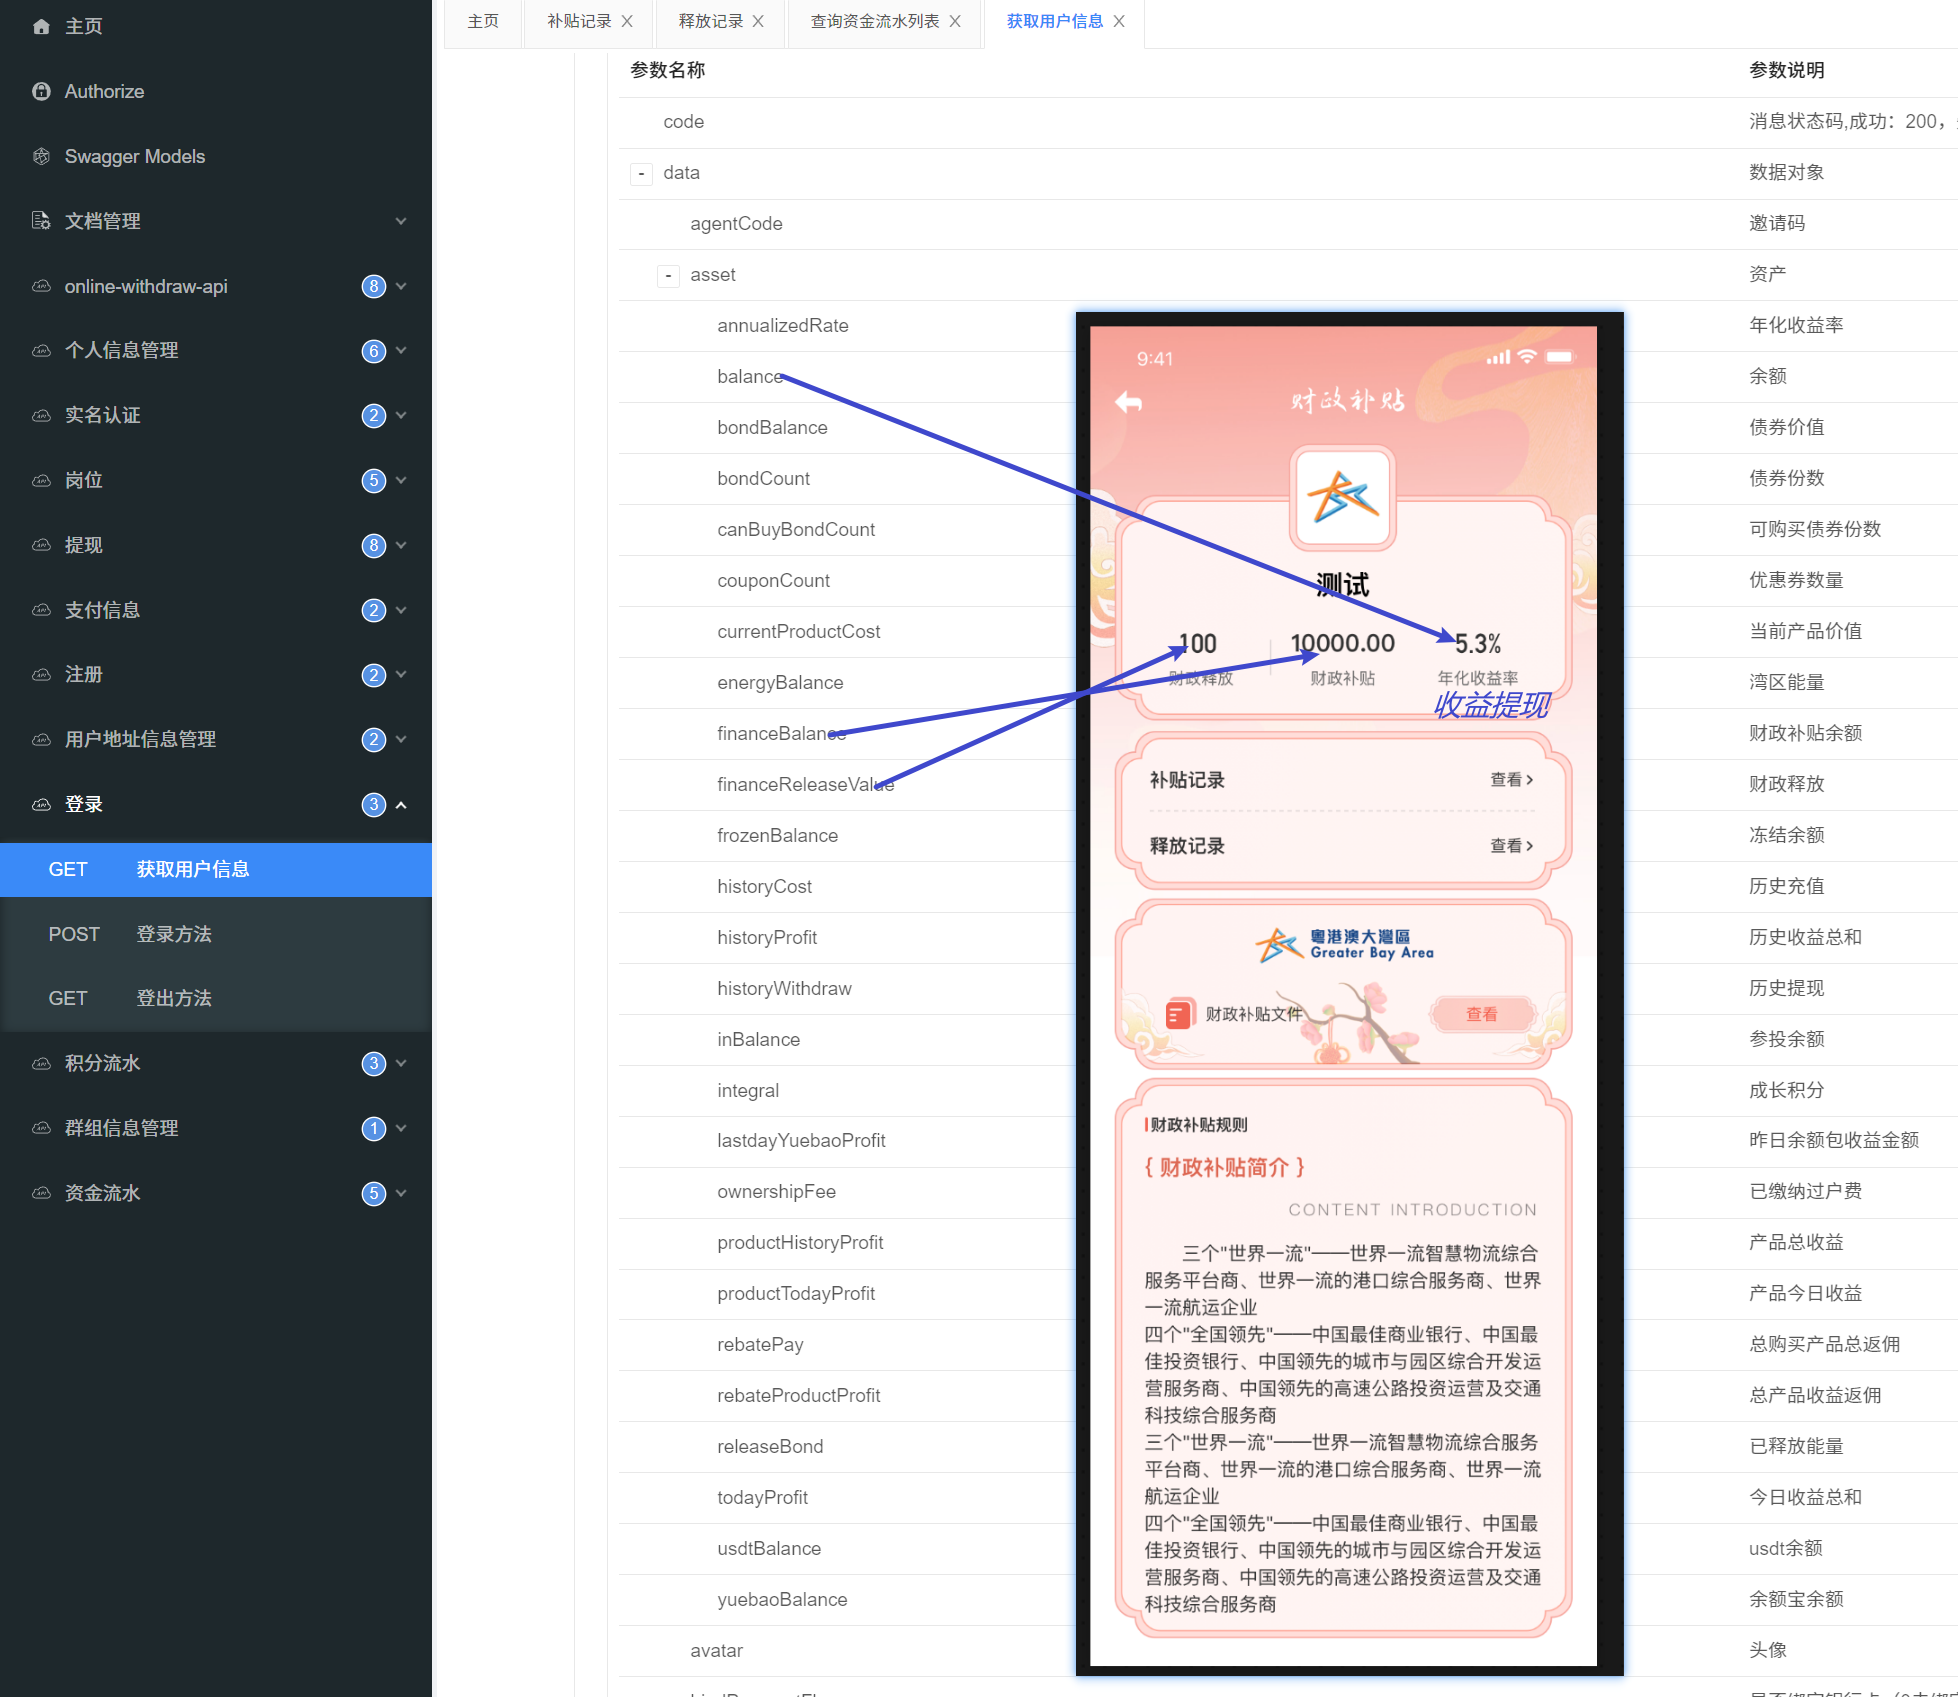 主页
Authorize
Swagger Models
文档管理
online-withdraw-api 8
个人信息管理 6
实名认证 2
岗位 5
提现 8
支付信息 2
注册 2
用户地址信息管理 2
登录 3
GET 获取用户信息
POST 登录方法
GET 登出方法
积分流水 3
群组信息管理 1
资金流水 5
主页 补贴记录 释放记录 查询资金流水列表 获取用户信息
参数名称 参数说明
code 消息状态码,成功：200，
- data 数据对象
agentCode 邀请码
- asset 资产
annualizedRate 年化收益率
balance 余额
bondBalance 债券价值
bondCount 债券份数
canBuyBondCount 可购买债券份数
couponCount 优惠券数量
currentProductCost 当前产品价值
energyBalance 湾区能量
financeBalance 财政补贴余额
financeReleaseValue 财政释放
frozenBalance 冻结余额
historyCost 历史充值
historyProfit 历史收益总和
historyWithdraw 历史提现
inBalance 参投余额
integral 成长积分
lastdayYuebaoProfit 昨日余额包收益金额
ownershipFee 已缴纳过户费
productHistoryProfit 产品总收益
productTodayProfit 产品今日收益
rebatePay 总购买产品总返佣
rebateProductProfit 总产品收益返佣
releaseBond 已释放能量
todayProfit 今日收益总和
usdtBalance usdt余额
yuebaoBalance 余额宝余额
avatar 头像
9:41
财政补贴
测试
100 10000.00 5.3%
财政释放 财政补贴 年化收益率
收益提现
补贴记录 查看
释放记录 查看
粤港澳大灣區
Greater Bay Area
财政补贴文件 查看
财政补贴规则
{ 财政补贴简介 }
CONTENT INTRODUCTION
三个"世界一流"——世界一流智慧物流综合
服务平台商、世界一流的港口综合服务商、世界
一流航运企业
四个"全国领先"——中国最佳商业银行、中国最
佳投资银行、中国领先的城市与园区综合开发运
营服务商、中国领先的高速公路投资运营及交通
科技综合服务商
三个"世界一流"——世界一流智慧物流综合服务
平台商、世界一流的港口综合服务商、世界一流
航运企业
四个"全国领先"——中国最佳商业银行、中国最
佳投资银行、中国领先的城市与园区综合开发运
营服务商、中国领先的高速公路投资运营及交通
科技综合服务商